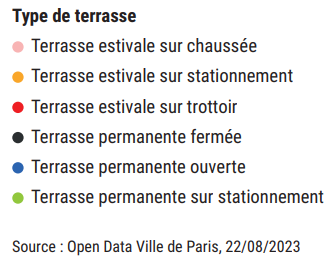 Type de terrasse
Terrasse estivale sur chaussée
Terrasse estivale sur stationnement
Terrasse estivale sur trottoir
Terrasse permanente fermée
Terrasse permanente ouverte
Terrasse permanente sur stationnement
Source : Open Data Ville de Paris, 22/08/2023